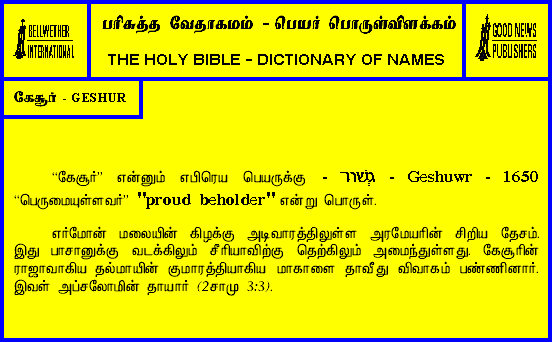 BELLWETHER
INTERNATIONAL
பரிசுத்த வேதாகமம் - பெயர் பொருள்விளக்கம்
THE HOLY BIBLE - DICTIONARY OF NAMES
GOOD NEWS
PUBLISHERS
கேசூர் - GESHUR
“கேசூர்” என்னும் எபிரெய பெயருக்கு - גְּשׁוּר - Geshuwr - 1650
“பெருமையுள்ளவர்” "proud beholder" என்று பொருள்.
எர்மோன் மலையின் கிழக்கு அடிவாரத்திலுள்ள அரமேயரின் சிறிய தேசம்.
இது பாசானுக்கு வடக்கிலும் சீரியாவிற்கு தெற்கிலும் அமைந்துள்ளது. கேசூரின்
ராஜாவாகிய தல்மாயின் குமாரத்தியாகிய மாகாளை தாவீது விவாகம் பண்ணினார்.
இவள் அப்சலோமின் தாயார் (2சாமு 3:3).